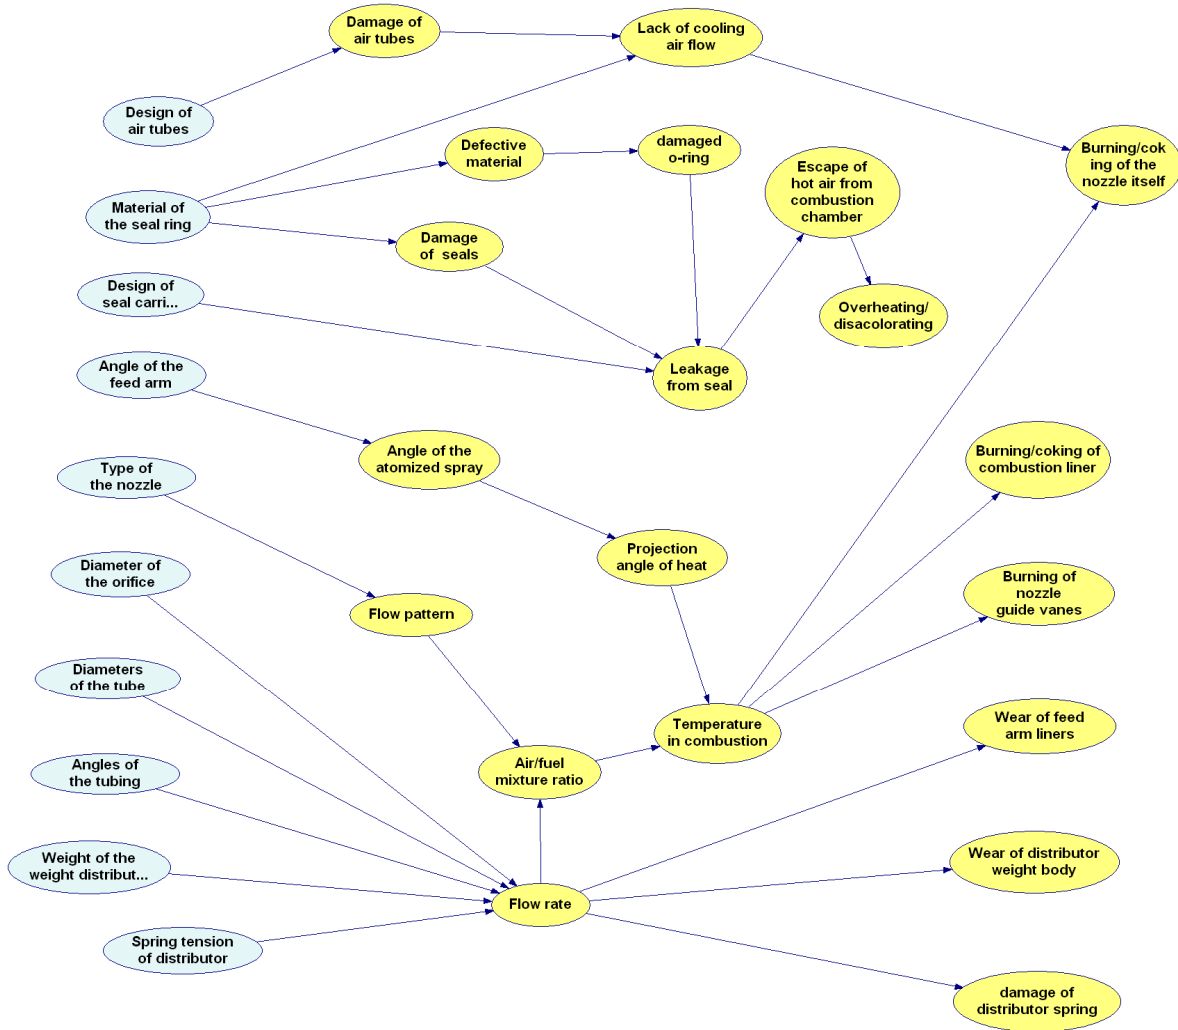 Damage of
air tubes
Lack of cooling
air flow
Design of
air tubes
Defective
material
damaged
o-ring
Burning/cok
ing of the
nozzle itself
Escape of
hot air from
combustion
chamber
Material of
the seal ring
Damage
of seals
Design of
seal carri...
Overheating/
disacolorating
Angle of the
feed arm
Leakage
from seal
Angle of the
atomized spray
Burning/coking of
combustion liner
Type of
the nozzle
Projection
angle of heat
Diameter of
the orifice
Burning of
nozzle
guide vanes
Flow pattern
Diameters
of the tube
Temperature
in combustion
Wear of feed
arm liners
Angles of
the tubing
Air/fuel
mixture ratio
Weight of the
weight distribut...
Wear of distributor
weight body
Flow rate
Spring tension
of distributor
damage of
distributor spring